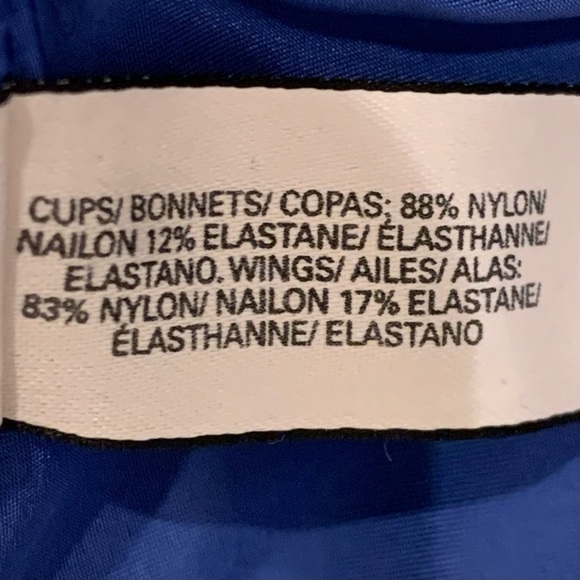 CUPS/ BONNETS/ COPAS: 88% NYLON/
NAILON 12% ELASTANE/ ÉLASTHANNE/
ELASTANO. WINGS/ AILES/ ALAS:
83% NYLON/ NAILON 17% ELASTANE/
ÉLASTHANNE/ ELASTANO